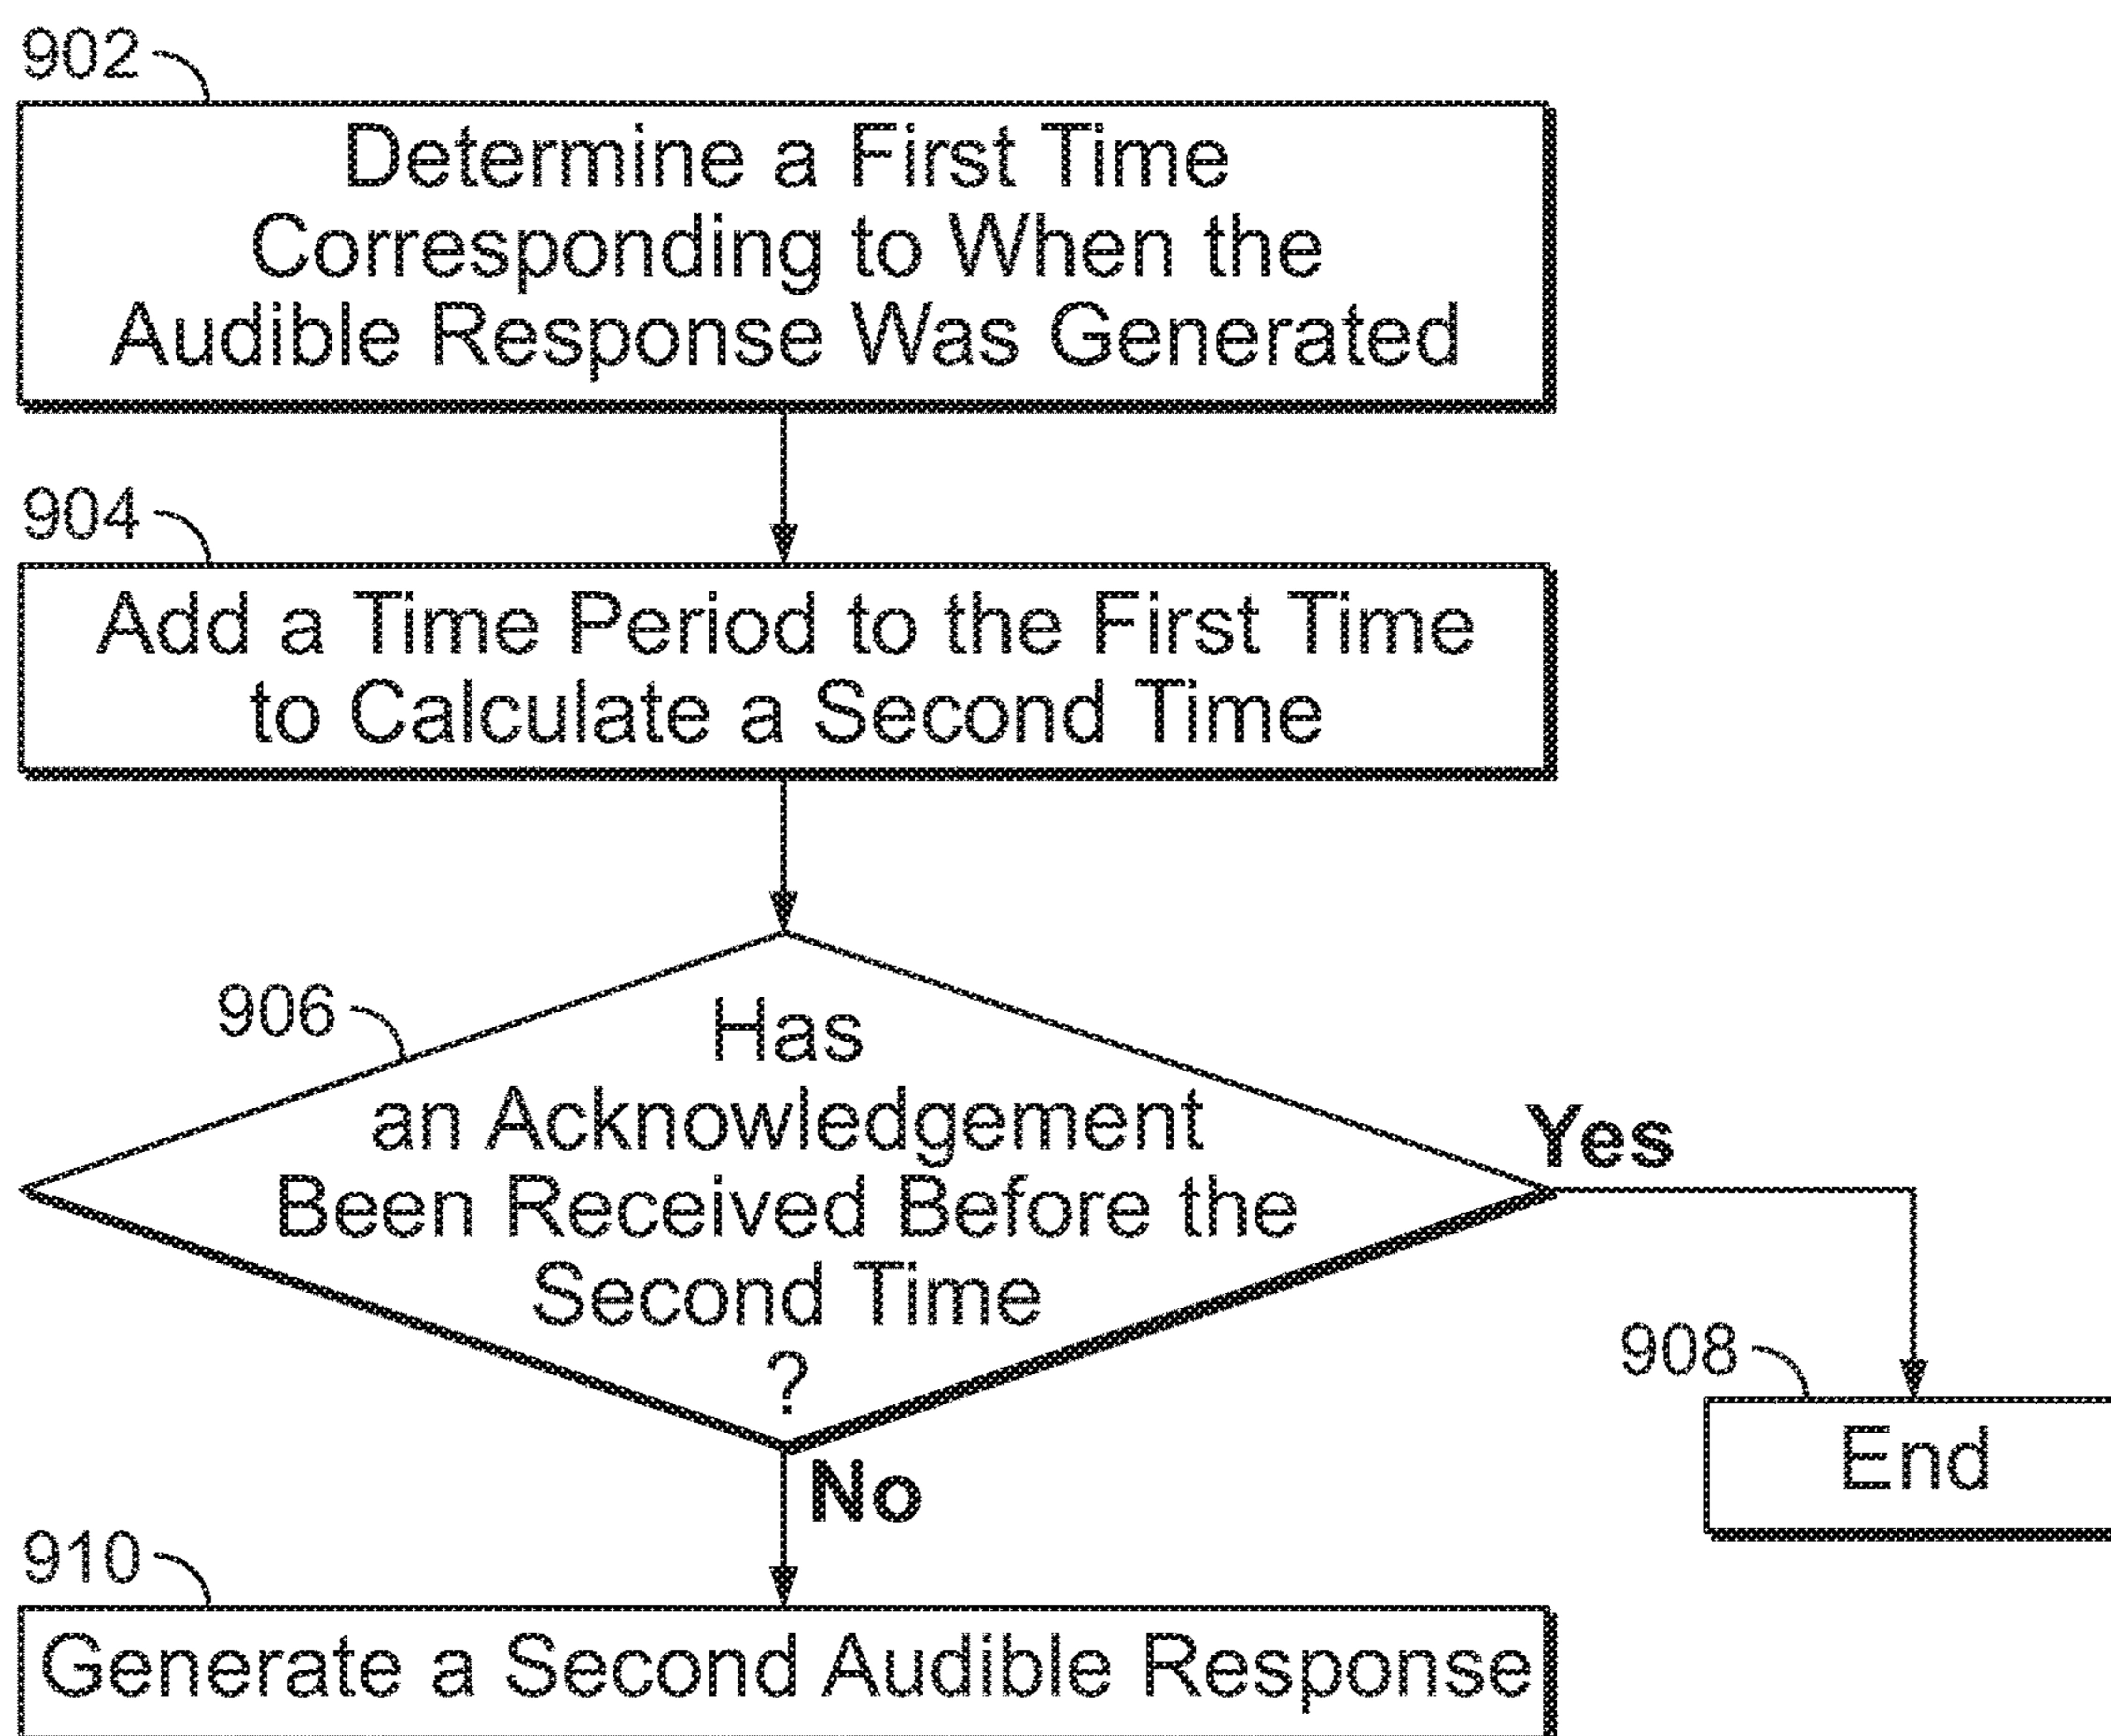 902
Determine a First Time
Corresponding to When the
Audible Response Was Generated
904
Add a Time Period to the First Time
to Calculate a Second Time
906
Has
an Acknowledgement
Been Received Before the
Second Time
?
Yes
908
End
No
910
Generate a Second Audible Response